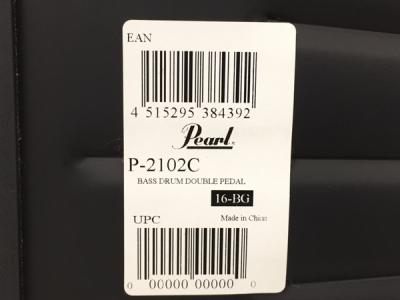 EAN
4 515295 384392
Pearl
P-2102C
BASS DRUM DOUBLE PEDAL
16-BG
UPC Made in China
0 00000 00000 0